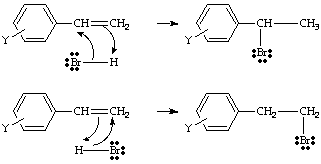 Y CH CH₂ → Y CH CH₃
Br H Br
Y CH CH₂ → Y CH₂ CH₂
H Br Br